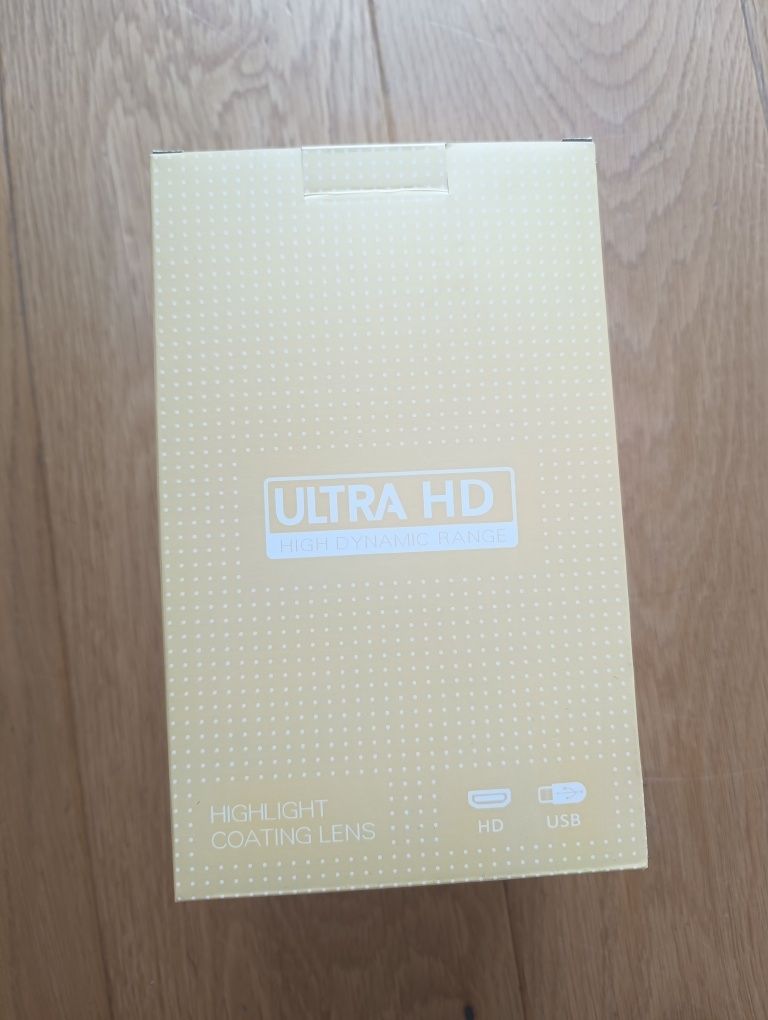 ULTRA HD
HIGH DYNAMIC RANGE
HIGHLIGHT
COATING LENS
HD
USB